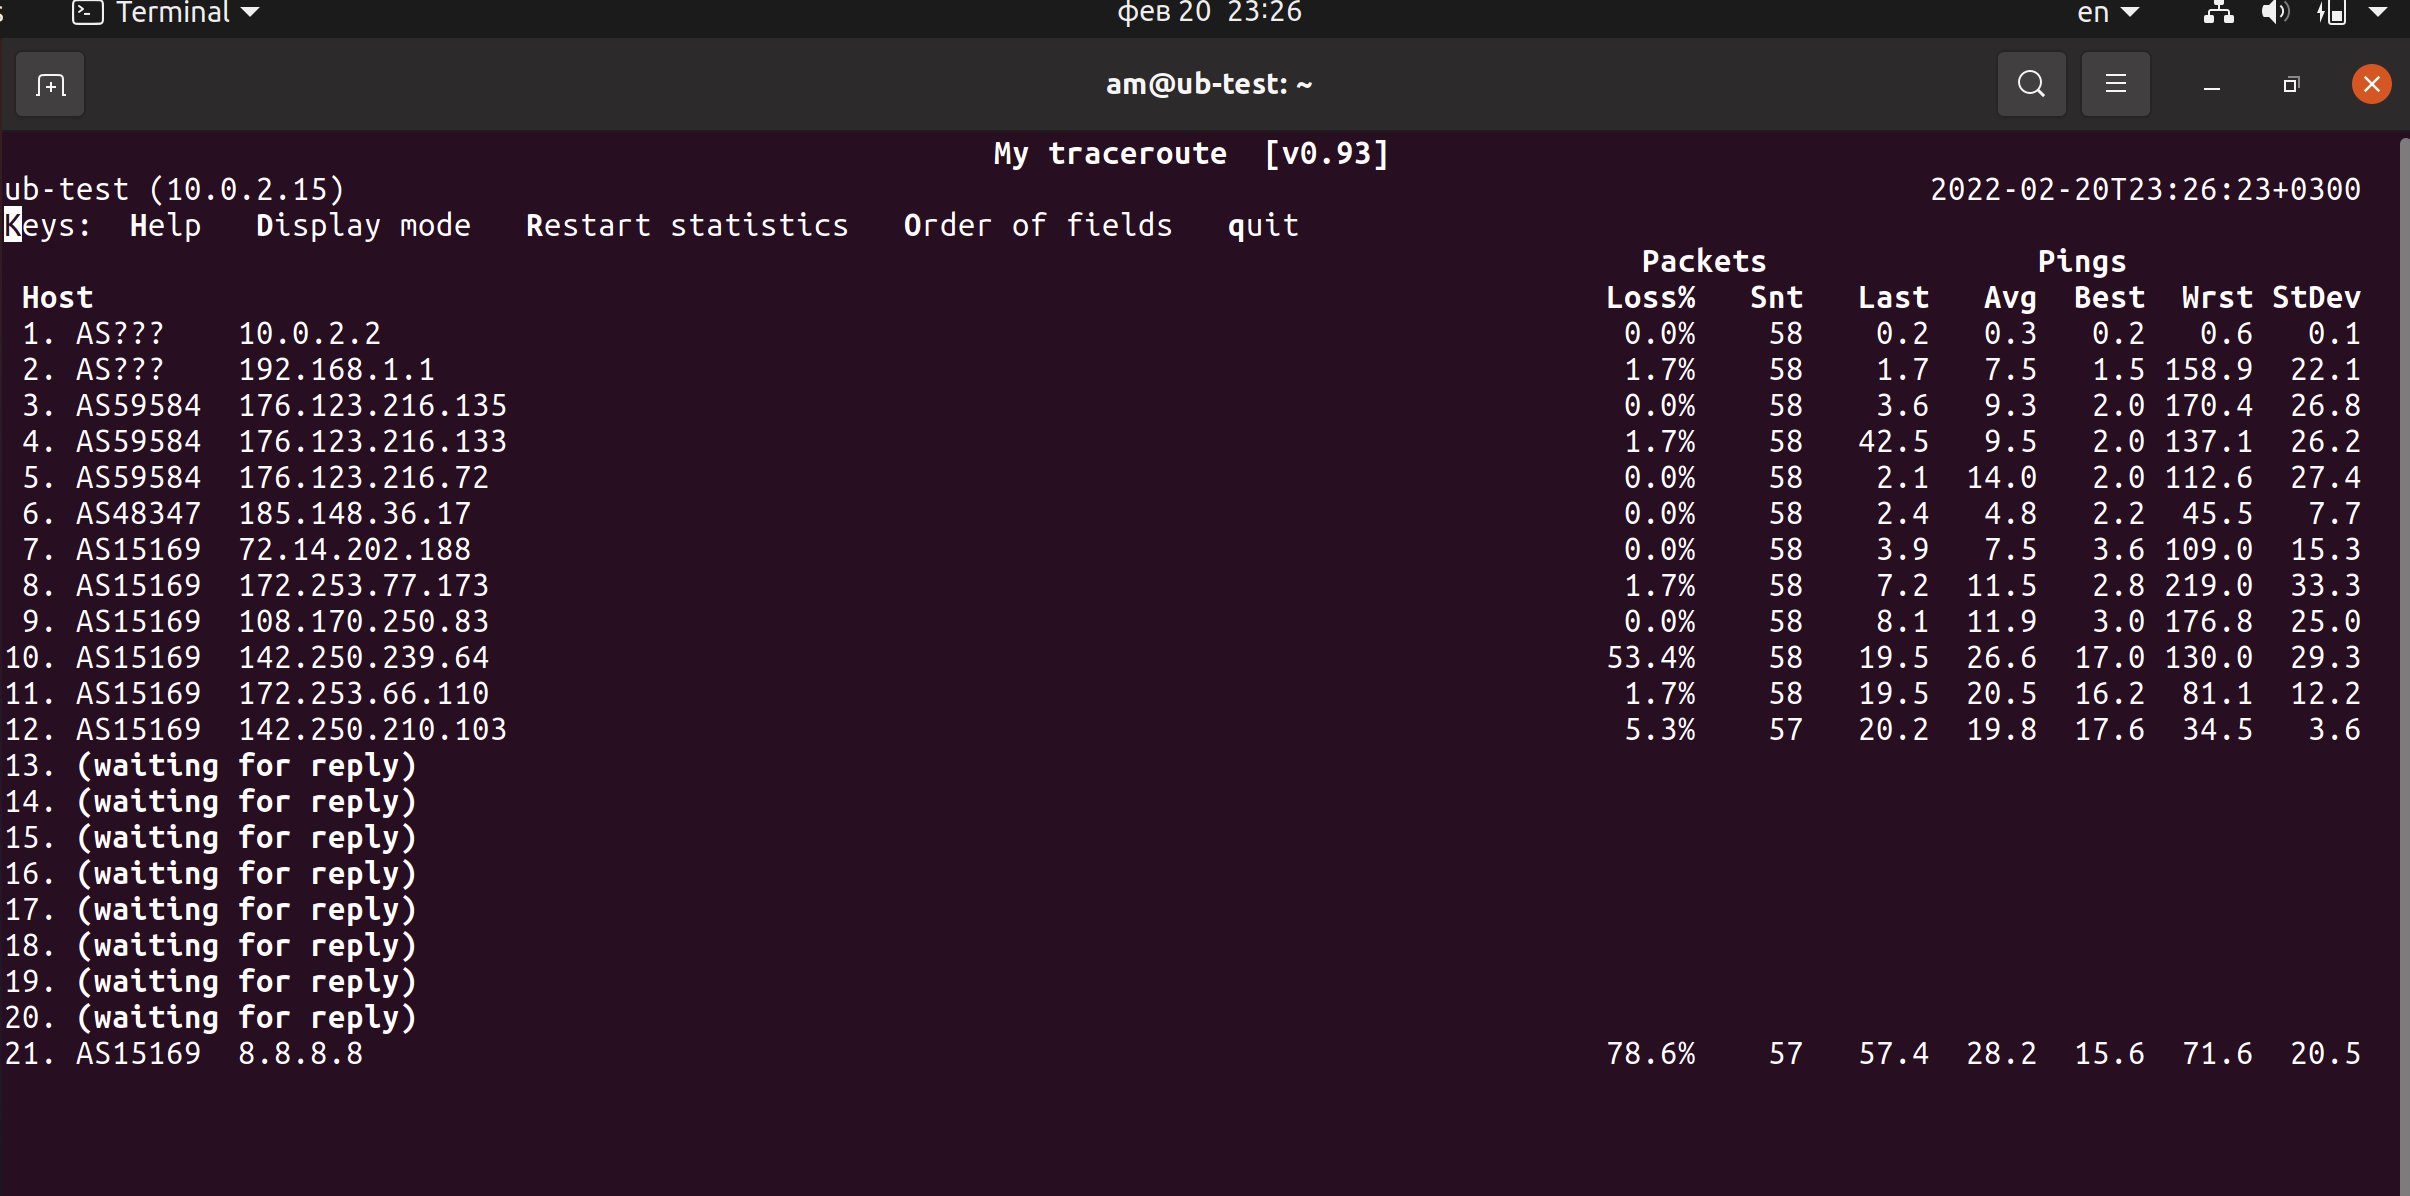 Terminal фев 20 23:26 en
am@ub-test: ~
My traceroute [v0.93]
ub-test (10.0.2.15) 2022-02-20T23:26:23+0300
Keys: Help Display mode Restart statistics Order of fields quit
Packets Pings
Host Loss% Snt Last Avg Best Wrst StDev
1. AS??? 10.0.2.2 0.0% 58 0.2 0.3 0.2 0.6 0.1
2. AS??? 192.168.1.1 1.7% 58 1.7 7.5 1.5 158.9 22.1
3. AS59584 176.123.216.135 0.0% 58 3.6 9.3 2.0 170.4 26.8
4. AS59584 176.123.216.133 1.7% 58 42.5 9.5 2.0 137.1 26.2
5. AS59584 176.123.216.72 0.0% 58 2.1 14.0 2.0 112.6 27.4
6. AS48347 185.148.36.17 0.0% 58 2.4 4.8 2.2 45.5 7.7
7. AS15169 72.14.202.188 0.0% 58 3.9 7.5 3.6 109.0 15.3
8. AS15169 172.253.77.173 1.7% 58 7.2 11.5 2.8 219.0 33.3
9. AS15169 108.170.250.83 0.0% 58 8.1 11.9 3.0 176.8 25.0
10. AS15169 142.250.239.64 53.4% 58 19.5 26.6 17.0 130.0 29.3
11. AS15169 172.253.66.110 1.7% 58 19.5 20.5 16.2 81.1 12.2
12. AS15169 142.250.210.103 5.3% 57 20.2 19.8 17.6 34.5 3.6
13. (waiting for reply)
14. (waiting for reply)
15. (waiting for reply)
16. (waiting for reply)
17. (waiting for reply)
18. (waiting for reply)
19. (waiting for reply)
20. (waiting for reply)
21. AS15169 8.8.8.8 78.6% 57 57.4 28.2 15.6 71.6 20.5